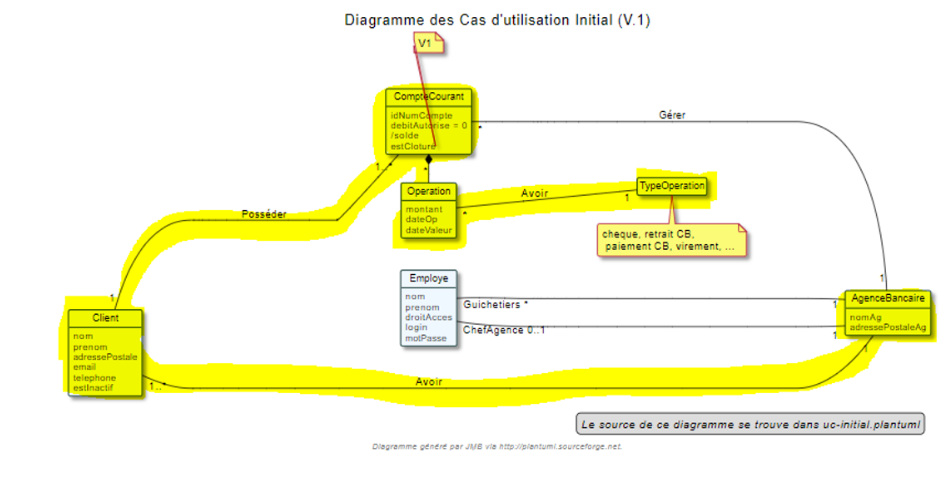 Diagramme des Cas d'utilisation Initial (V.1)
V1
CompteCourant
idNumCompte
debitAutorise = 0
/solde
estCloture
Gérer
*
1..*
*
Operation
montant
dateOp
dateValeur
Avoir
*
1
TypeOperation
cheque, retrait CB,
paiement CB, virement, ...
Posséder
1
Client
nom
prenom
adressePostale
email
telephone
estInactif
Employe
nom
prenom
droitAcces
login
motPasse
Guichetiers *
1
ChefAgence 0..1
1
1
AgenceBancaire
nomAg
adressePostaleAg
1
1..*
Avoir
Le source de ce diagramme se trouve dans uc-initial.plantuml
Diagramme généré par JMB via http://plantuml.sourceforge.net.